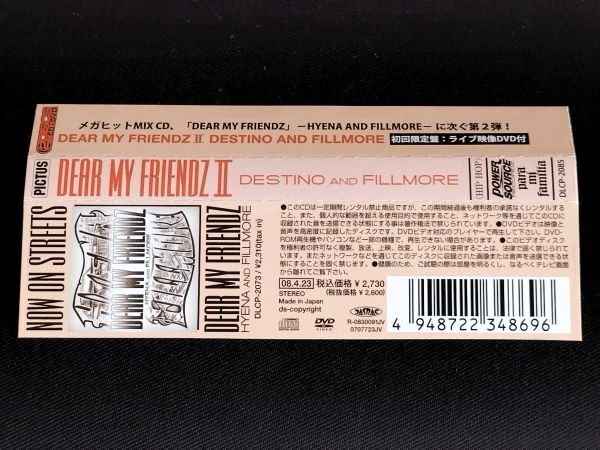 メガヒットMIX CD、「DEAR MY FRIENDZ」−HYENA AND FILLMORE− に次ぐ第2弾！
DEAR MY FRIENDZ II DESTINO AND FILLMORE 初回限定盤：ライブ映像DVD付
PICTUS
DEAR MY FRIENDZ II
DESTINO AND FILLMORE
HIP HOP
POWER SOURCE
para mi familia
DLCP-2085
NOW ON STREETS
DEAR MY FRIENDZ
DEAR MY FRIENDZ
HYENA AND FILLMORE
DLCP-2073 / ¥2,310(tax in)
●このCDは一定期間レンタル禁止商品ですが、この期間経過後も権利者の承諾なくレンタルするこ
と、また、個人的な範囲を超える使用目的で使用すること、ネットワーク等を通じてこのCDに収
録された音を送信できる状態にする事は著作権法で禁じられています。●DVDビデオは映像と
音声を高密度に記録したディスクです。DVDビデオ対応のプレイヤーで再生して下さい。DVD-
ROM再生機やパソコンなど一部の機種で、再生できない場合があります。●このビデオディスク
を権利者の許可なく複製、放送、上映、改変、レンタルに使用することは、法律で固く禁じられて
います。またネットワークなどを通じてこのディスクに収録された画像または音声を送信できる状
態にすることも、禁じられています。●健康のため、ご試聴の際は部屋を明るくし、なるべくテレビ画面
から離れてご覧下さい。
08.4.23 税込価格 ¥ 2,730
STEREO (税抜価格 ¥ 2,600)
Made in Japan
ds-copyright
COMPACT disc DIGITAL AUDIO
DVD VIDEO
JASRAC
R-0830091JV
0707723JV
4 948722 348696